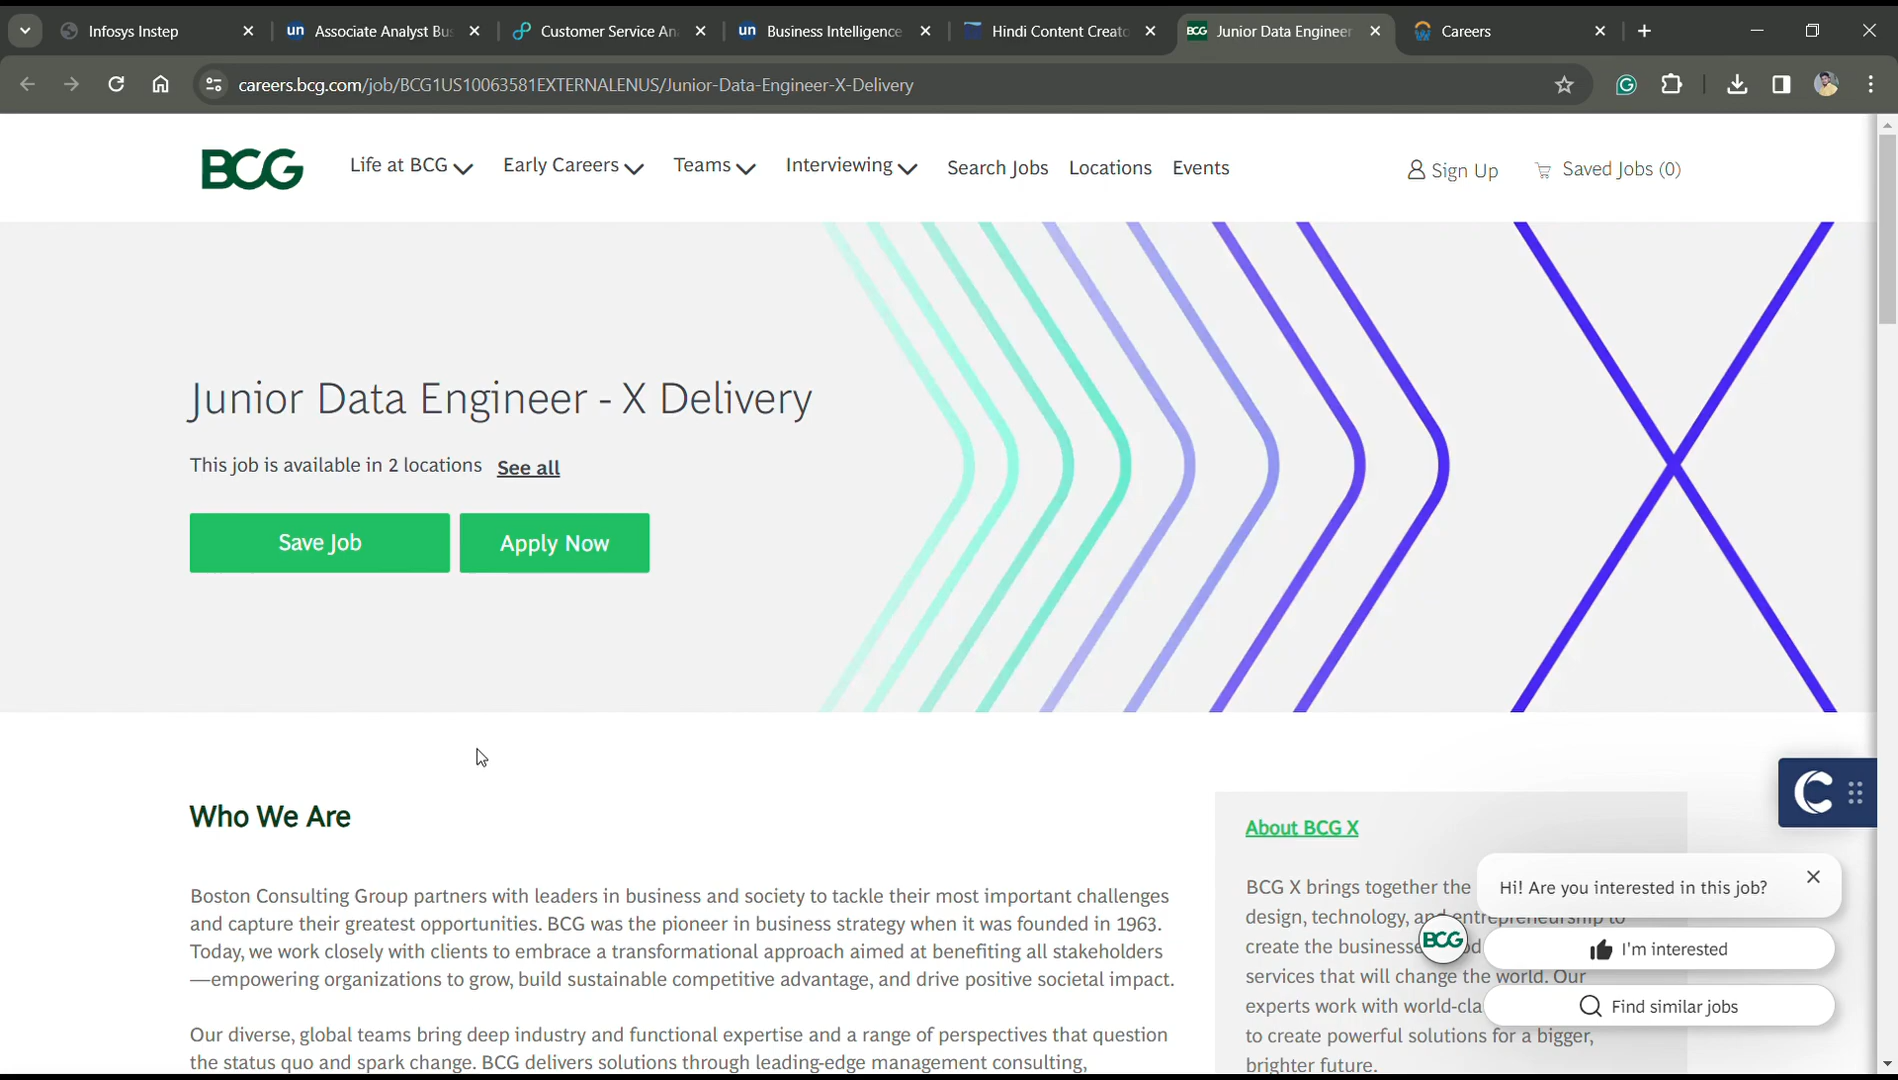 Infosys Instep
un Associate Analyst Bus
Customer Service An
un Business Intelligence
Hindi Content Creato
BCG Junior Data Engineer
Careers
careers.bcg.com/job/BCG1US10063581EXTERNALENUS/Junior-Data-Engineer-X-Delivery
BCG
Life at BCG
Early Careers
Teams
Interviewing
Search Jobs
Locations
Events
Sign Up
Saved Jobs (0)
Junior Data Engineer - X Delivery
This job is available in 2 locations See all
Save Job
Apply Now
Who We Are
Boston Consulting Group partners with leaders in business and society to tackle their most important challenges
and capture their greatest opportunities. BCG was the pioneer in business strategy when it was founded in 1963.
Today, we work closely with clients to embrace a transformational approach aimed at benefiting all stakeholders
—empowering organizations to grow, build sustainable competitive advantage, and drive positive societal impact.
Our diverse, global teams bring deep industry and functional expertise and a range of perspectives that question
the status quo and spark change. BCG delivers solutions through leading-edge management consulting,
About BCG X
BCG X brings together the
design, technology, and entrepreneurship to
create the businesse
services that will change the world. Our
experts work with world-cla
to create powerful solutions for a bigger,
brighter future.
Hi! Are you interested in this job?
BCG
I'm interested
Find similar jobs